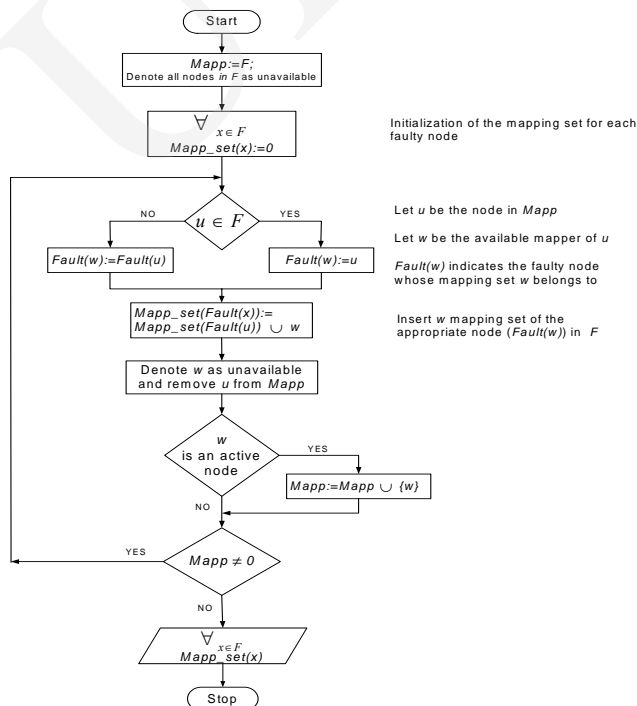 Start
Mapp:=F;
Denote all nodes in F as unavailable
∀ x∈F
Mapp_set(x):=0
Initialization of the mapping set for each
faulty node
u ∈ F
NO
YES
Let u be the node in Mapp
Let w be the available mapper of u
Fault(w):=Fault(u)
Fault(w):=u
Fault(w) indicates the faulty node
whose mapping set w belongs to
Mapp_set(Fault(x)):=
Mapp_set(Fault(u)) ∪ w
Insert w mapping set of the
appropriate node (Fault(w)) in F
Denote w as unavailable
and remove u from Mapp
w
is an active
node
YES
Mapp:=Mapp ∪ {w}
NO
YES
Mapp ≠ 0
NO
∀ x∈F
Mapp_set(x)
Stop